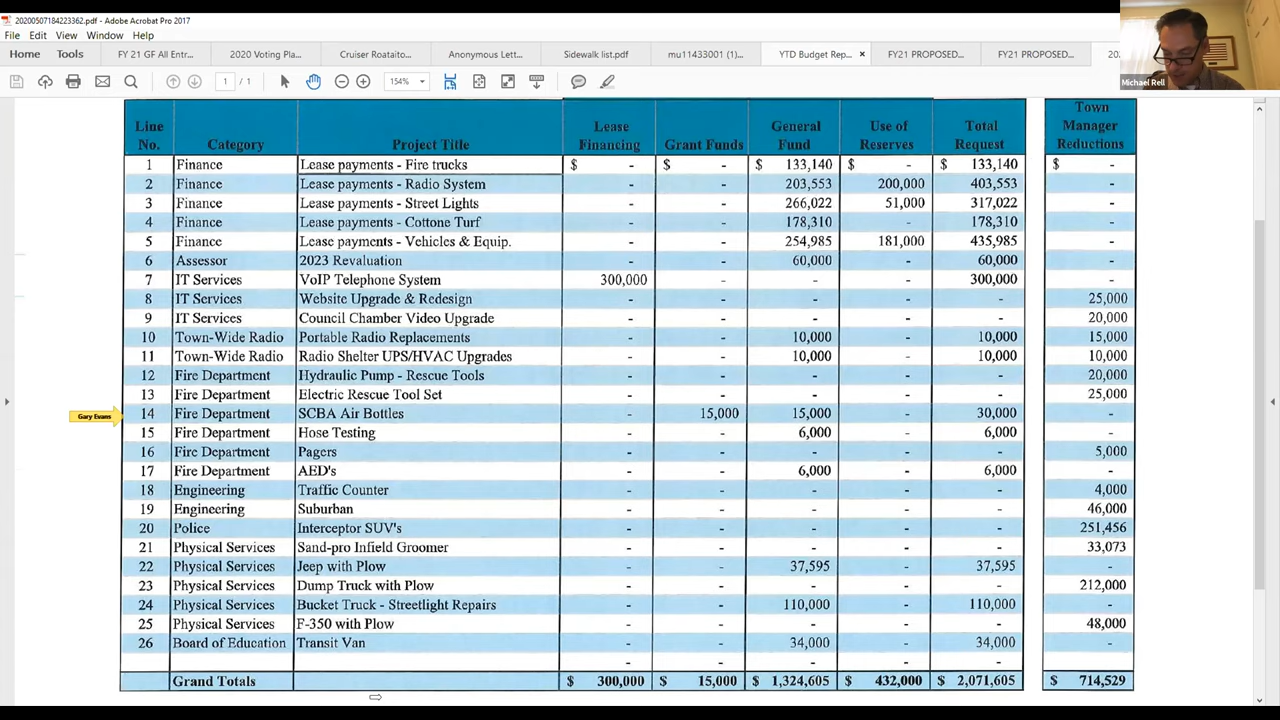 20200507184223362.pdf - Adobe Acrobat Pro 2017
File Edit View Window Help
Home Tools FY 21 GF All Entr... 2020 Voting Pla... Cruiser Roataito... Anonymous Lett... Sidewalk list.pdf mu11433001 (1)... YTD Budget Rep... × FY21 PROPOSED... FY21 PROPOSED... 202
1 / 1 154%
Michael Rell
Line No. Category Project Title Lease Financing Grant Funds General Fund Use of Reserves Total Request Town Manager Reductions
1 Finance Lease payments - Fire trucks $ - $ - $ 133,140 $ - $ 133,140 $ -
2 Finance Lease payments - Radio System - - 203,553 200,000 403,553 -
3 Finance Lease payments - Street Lights - - 266,022 51,000 317,022 -
4 Finance Lease payments - Cottone Turf - - 178,310 - 178,310 -
5 Finance Lease payments - Vehicles & Equip. - - 254,985 181,000 435,985 -
6 Assessor 2023 Revaluation - - 60,000 - 60,000 -
7 IT Services VoIP Telephone System 300,000 - - - 300,000 -
8 IT Services Website Upgrade & Redesign - - - - - 25,000
9 IT Services Council Chamber Video Upgrade - - - - - 20,000
10 Town-Wide Radio Portable Radio Replacements - - 10,000 - 10,000 15,000
11 Town-Wide Radio Radio Shelter UPS/HVAC Upgrades - - 10,000 - 10,000 10,000
12 Fire Department Hydraulic Pump - Rescue Tools - - - - - 20,000
13 Fire Department Electric Rescue Tool Set - - - - - 25,000
Gary Evans
14 Fire Department SCBA Air Bottles - 15,000 15,000 - 30,000 -
15 Fire Department Hose Testing - - 6,000 - 6,000 -
16 Fire Department Pagers - - - - - 5,000
17 Fire Department AED's - - 6,000 - 6,000 -
18 Engineering Traffic Counter - - - - - 4,000
19 Engineering Suburban - - - - - 46,000
20 Police Interceptor SUV's - - - - - 251,456
21 Physical Services Sand-pro Infield Groomer - - - - - 33,073
22 Physical Services Jeep with Plow - - 37,595 - 37,595 -
23 Physical Services Dump Truck with Plow - - - - - 212,000
24 Physical Services Bucket Truck - Streetlight Repairs - - 110,000 - 110,000 -
25 Physical Services F-350 with Plow - - - - - 48,000
26 Board of Education Transit Van - - 34,000 - 34,000 -
- - - - - -
Grand Totals $ 300,000 $ 15,000 $ 1,324,605 $ 432,000 $ 2,071,605 $ 714,529